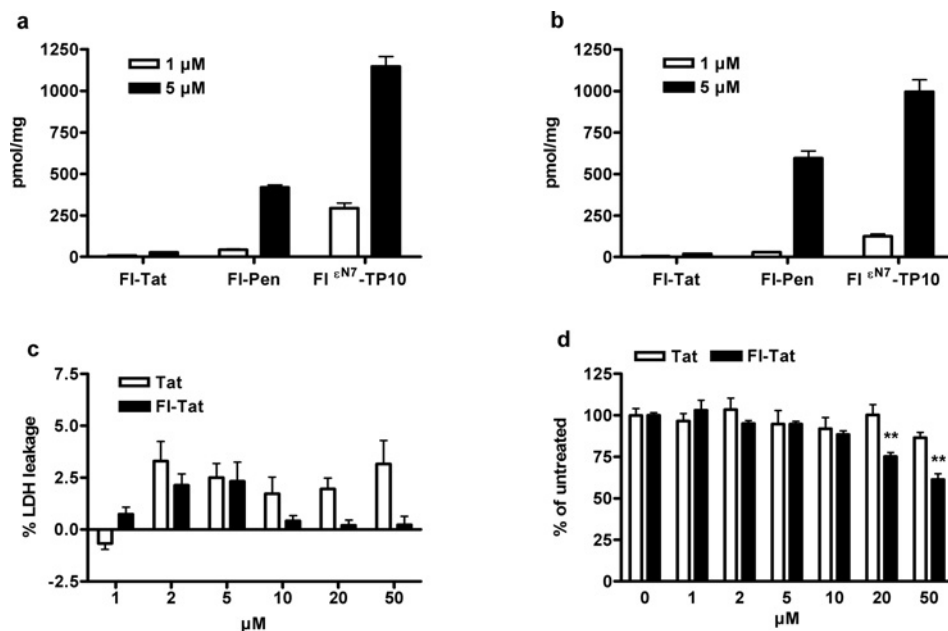 a
1 μM
5 μM
pmol/mg
1250
1000
750
500
250
0
Fl-Tat
Fl-Pen
Fl εN7-TP10
b
1 μM
5 μM
pmol/mg
1250
1000
750
500
250
0
Fl-Tat
Fl-Pen
Fl εN7-TP10
c
Tat
Fl-Tat
% LDH leakage
7.5
5.0
2.5
0.0
-2.5
1 2 5 10 20 50
μM
d
Tat
Fl-Tat
% of untreated
125
100
75
50
25
0
**
**
0 1 2 5 10 20 50
μM